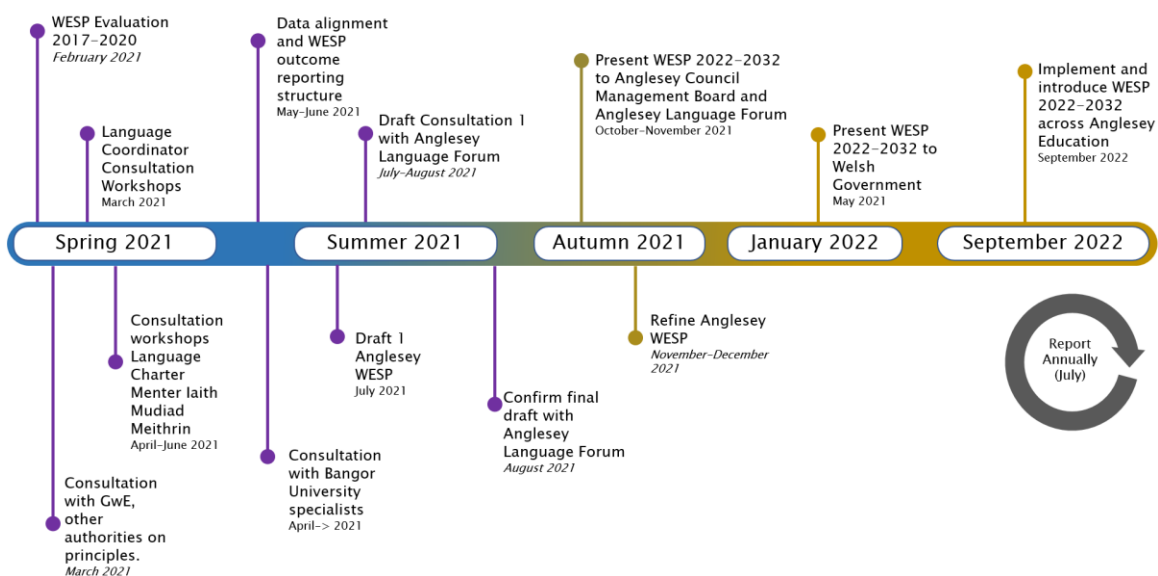 WESP Evaluation
2017-2020
February 2021
Language
Coordinator
Consultation
Workshops
March 2021
Data alignment
and WESP
outcome
reporting
structure
May-June 2021
Draft Consultation 1
with Anglesey
Language Forum
July-August 2021
Present WESP 2022-2032
to Anglesey Council
Management Board and
Anglesey Language Forum
October-November 2021
Present WESP
2022-2032 to
Welsh
Government
May 2021
Implement and
introduce WESP
2022-2032
across Anglesey
Education
September 2022
Spring 2021
Summer 2021
Autumn 2021
January 2022
September 2022
Consultation
with GwE,
other
authorities on
principles.
March 2021
Consultation
workshops
Language
Charter
Menter Iaith
Mudiad
Meithrin
April-June 2021
Consultation
with Bangor
University
specialists
April-> 2021
Draft 1
Anglesey
WESP
July 2021
Confirm final
draft with
Anglesey
Language Forum
August 2021
Refine Anglesey
WESP
November-December
2021
Report
Annually
(July)